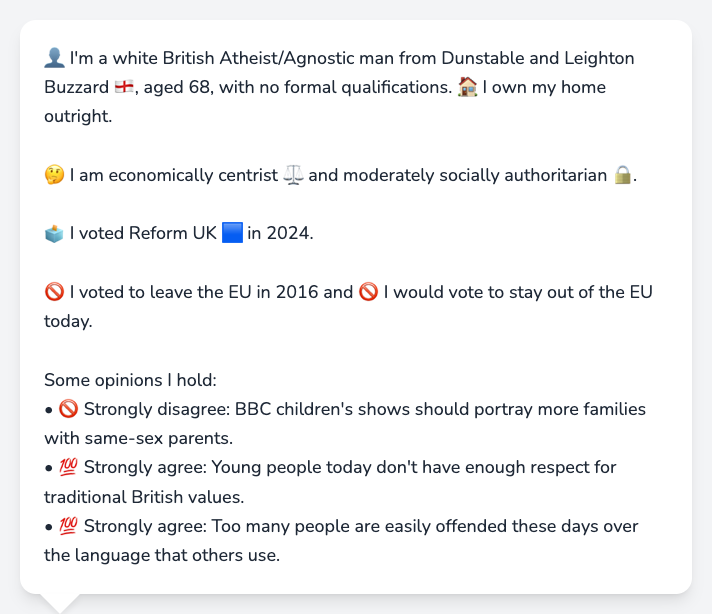 👤 I'm a white British Atheist/Agnostic man from Dunstable and Leighton
Buzzard 🏴󠁧󠁢󠁥󠁮󠁧󠁿, aged 68, with no formal qualifications. 🏠 I own my home
outright.
🤔 I am economically centrist ⚖️ and moderately socially authoritarian 🔒.
🗳️ I voted Reform UK 🟦 in 2024.
🚫 I voted to leave the EU in 2016 and 🚫 I would vote to stay out of the EU
today.
Some opinions I hold:
• 🚫 Strongly disagree: BBC children's shows should portray more families
with same-sex parents.
• 💯 Strongly agree: Young people today don't have enough respect for
traditional British values.
• 💯 Strongly agree: Too many people are easily offended these days over
the language that others use.